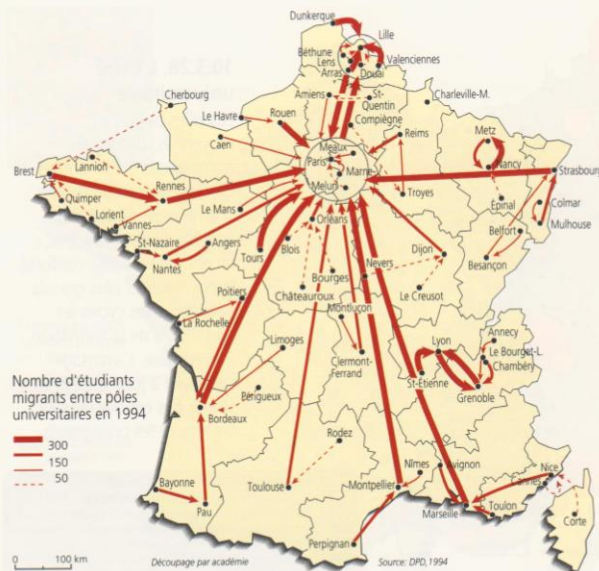 Dunkerque
Lille
Béthune
Lens
Arras
Douai
Valenciennes
Cherbourg
Amiens
St-
Quentin
Charleville-M.
Le Havre
Rouen
Compiègne
Caen
Reims
Metz
Meaux
Paris
Marne-
Nancy
Strasbourg
Brest
Lannion
Rennes
Melun
Troyes
Épinal
Quimper
Le Mans
Orléans
Colmar
Lorient
Vannes
Belfort
Mulhouse
St-Nazaire
Angers
Tours
Blois
Nantes
Bourges
Nevers
Dijon
Besançon
Châteauroux
Le Creusot
Poitiers
Montluçon
La Rochelle
Limoges
Clermont-
Ferrand
Lyon
Annecy
Le Bourget-L.
Chambéry
St-Étienne
Grenoble
Nombre d'étudiants
migrants entre pôles
universitaires en 1994
300
150
50
Périgueux
Bordeaux
Rodez
Bayonne
Pau
Toulouse
Montpellier
Nîmes
Avignon
Nice
Cannes
Marseille
Toulon
Corte
Perpignan
0 100 km
Découpage par académie
Source: DPD,1994